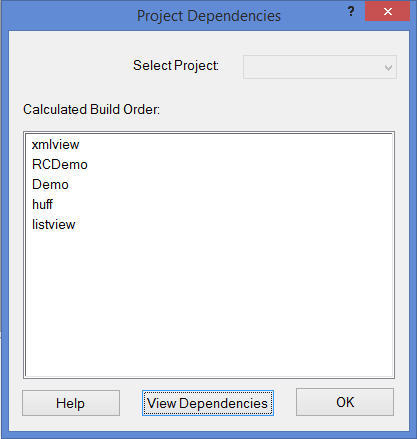 Project Dependencies ?
Select Project:
Calculated Build Order:
xmlview
RCDemo
Demo
huff
listview
Help View Dependencies OK